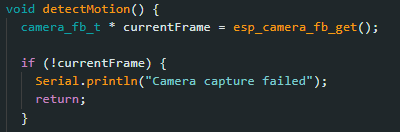 void detectMotion() {
  camera_fb_t * currentFrame = esp_camera_fb_get();

  if (!currentFrame) {
    Serial.println("Camera capture failed");
    return;
  }